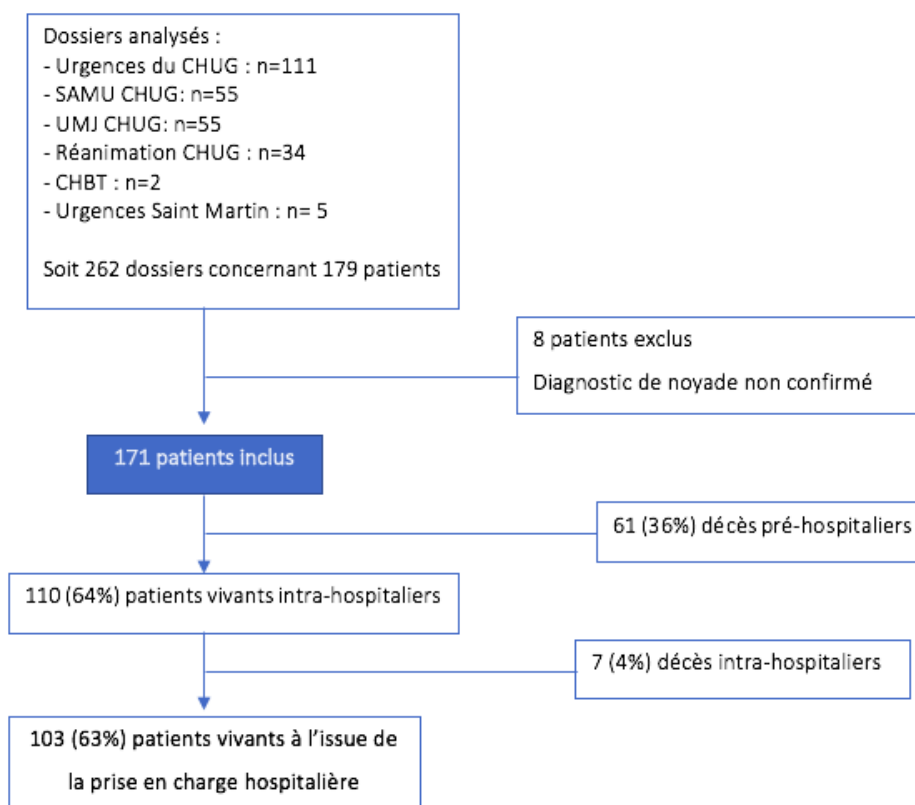 Dossiers analysés :
- Urgences du CHUG : n=111
- SAMU CHUG: n=55
- UMJ CHUG: n=55
- Réanimation CHUG : n=34
- CHBT : n=2
- Urgences Saint Martin : n= 5
Soit 262 dossiers concernant 179 patients
8 patients exclus
Diagnostic de noyade non confirmé
171 patients inclus
61 (36%) décès pré-hospitaliers
110 (64%) patients vivants intra-hospitaliers
7 (4%) décès intra-hospitaliers
103 (63%) patients vivants à l’issue de
la prise en charge hospitalière